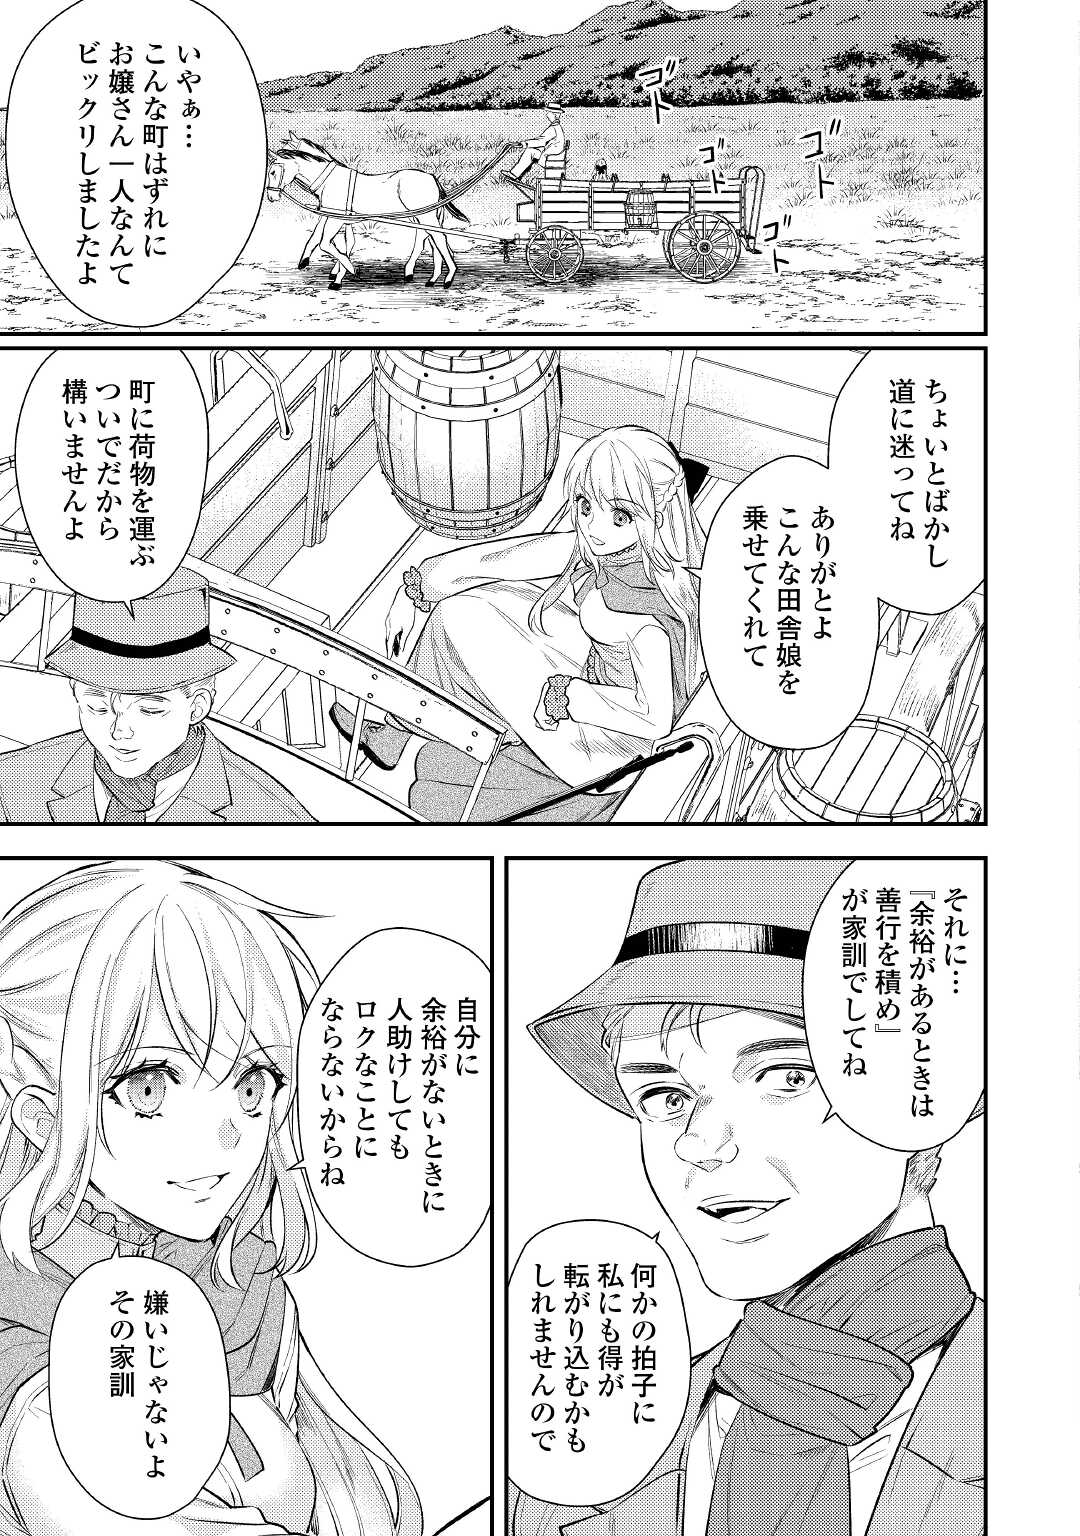 ゴト
ゴト
ゴト
いやぁ…
こんな町はずれに
お嬢さん一人なんて
ビックリしましたよ
ちょいとばかし
道に迷ってね
ありがとよ
こんな田舎娘を
乗せてくれて
町に荷物を運ぶ
ついでだから
構いませんよ
それに…
『余裕があるときは
善行を積め』
が家訓でしてね
何かの拍子に
私にも得が
転がり込むかも
しれませんので
自分に
余裕がないときに
人助けしても
ロクなことに
ならないからね
嫌いじゃないよ
その家訓